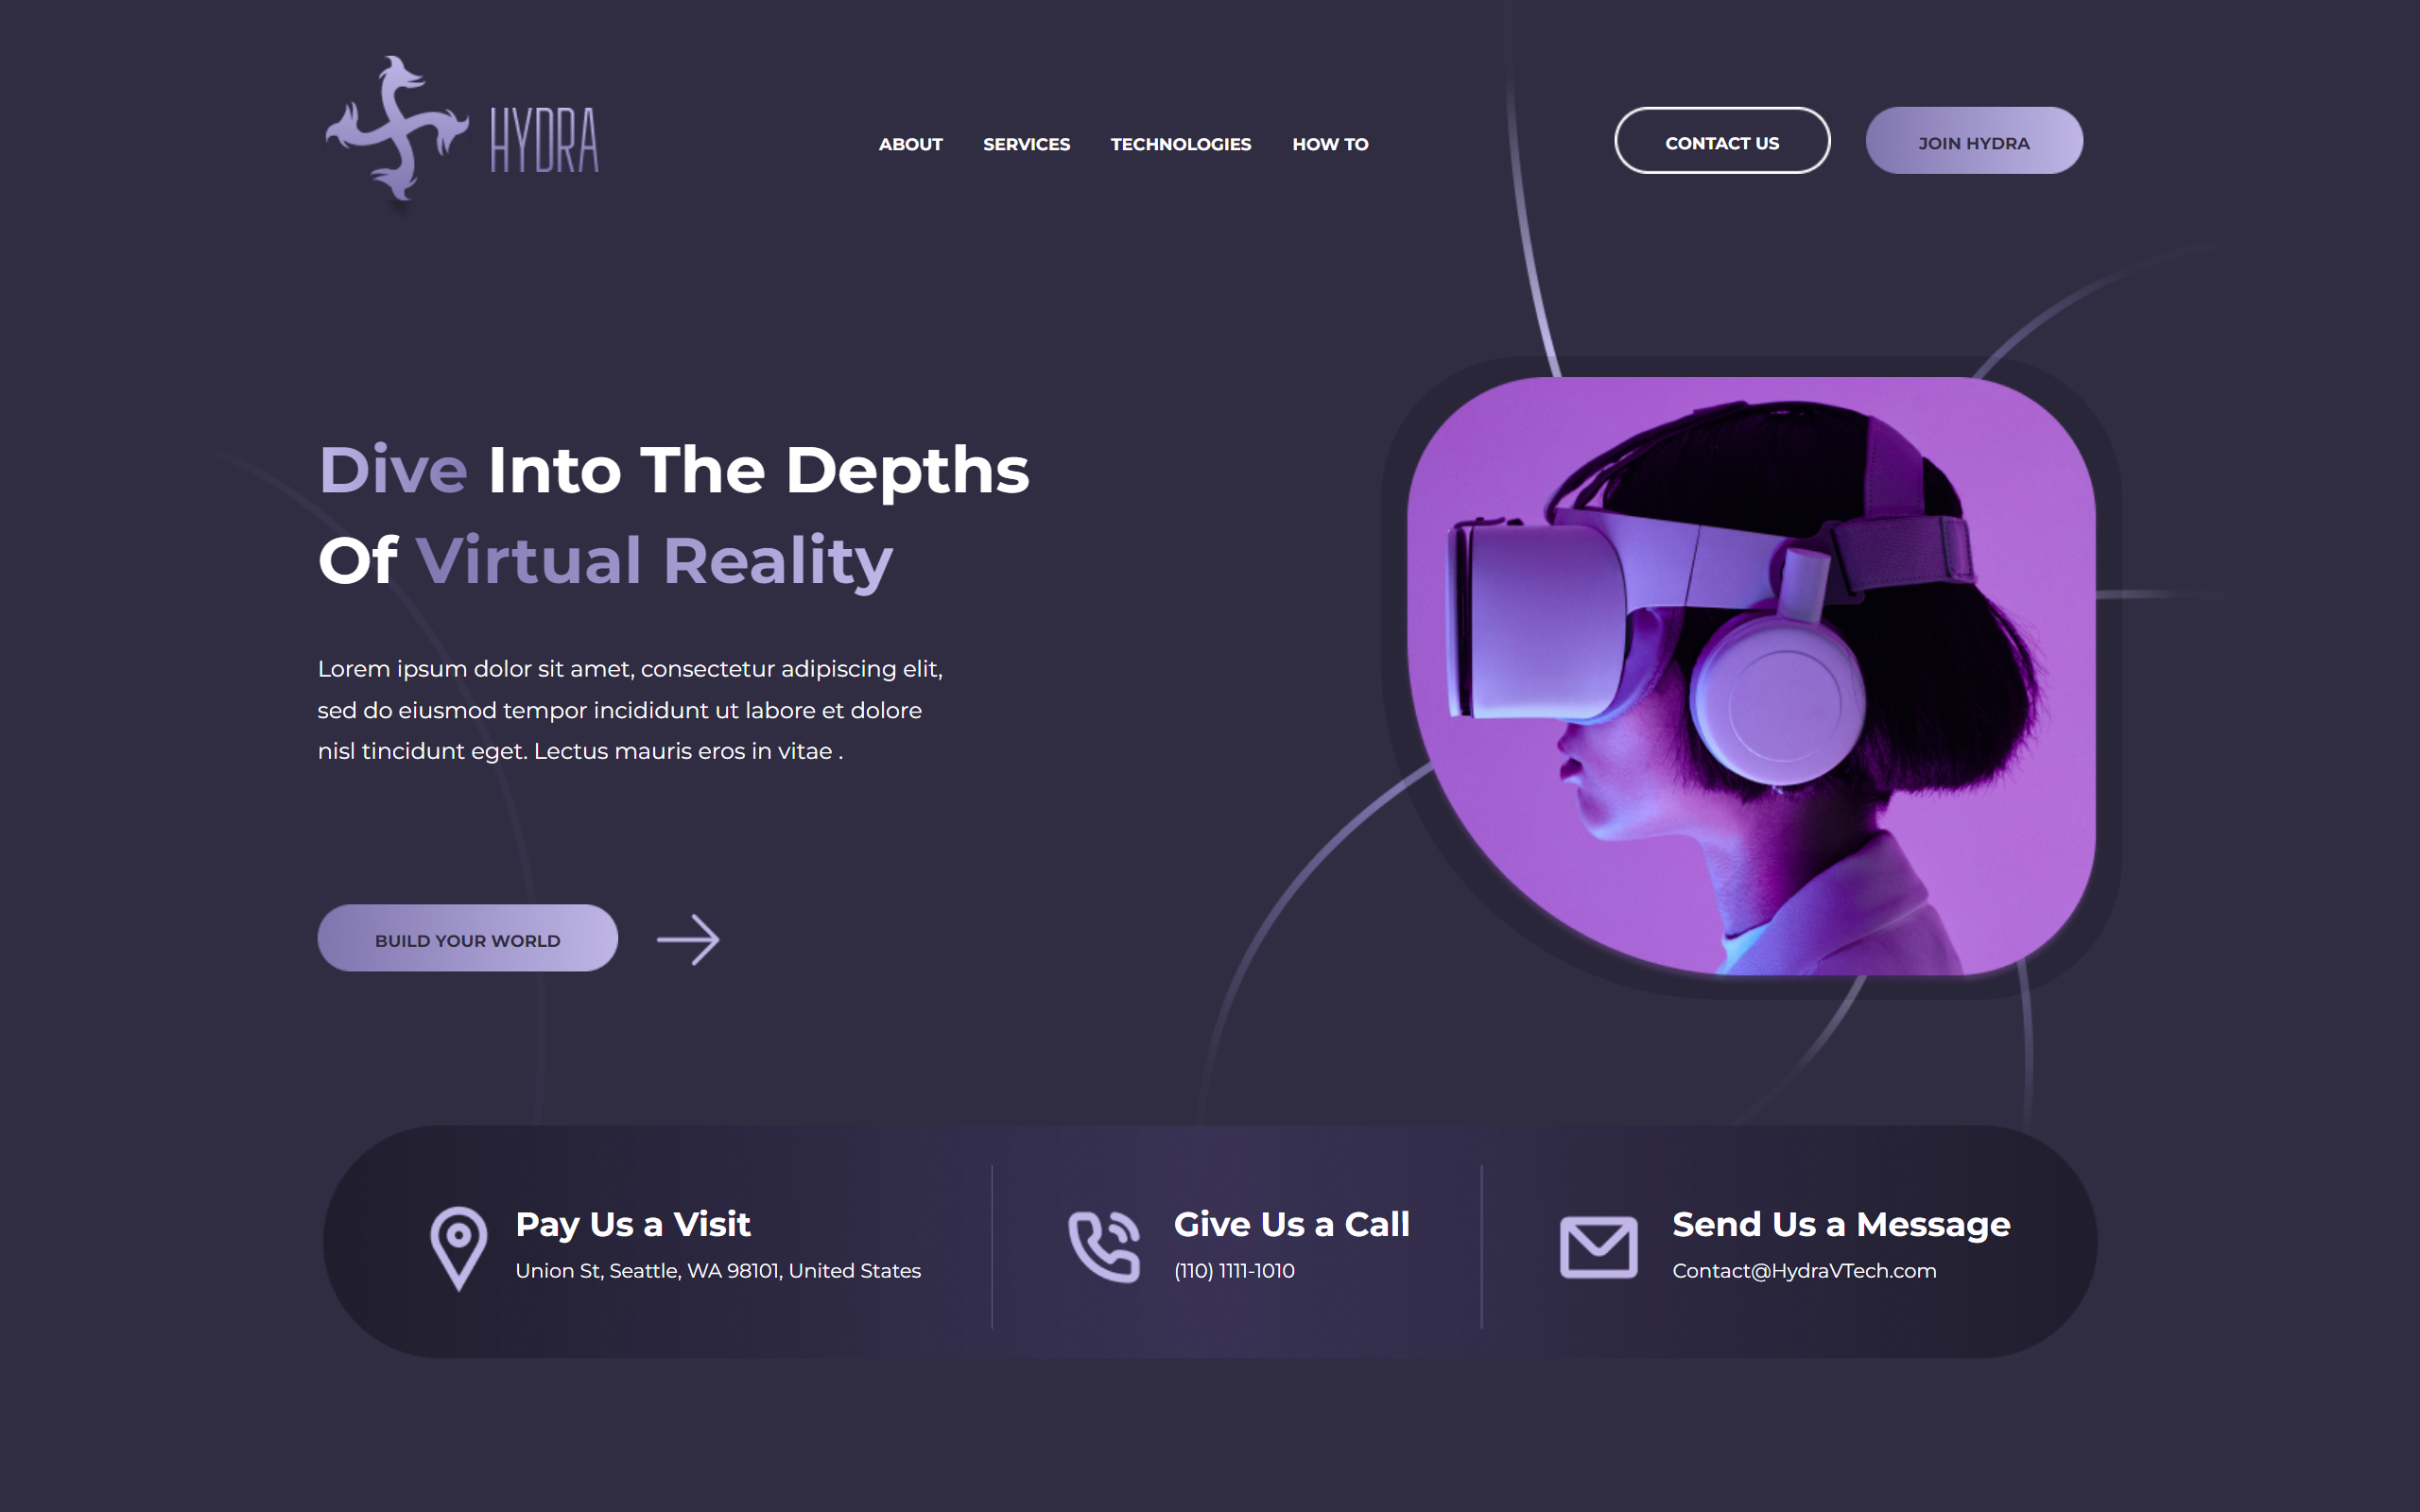 HYDRA
ABOUT SERVICES TECHNOLOGIES HOW TO
CONTACT US
JOIN HYDRA
Dive Into The Depths
Of Virtual Reality
Lorem ipsum dolor sit amet, consectetur adipiscing elit,
sed do eiusmod tempor incididunt ut labore et dolore
nisl tincidunt eget. Lectus mauris eros in vitae .
BUILD YOUR WORLD
Pay Us a Visit
Union St, Seattle, WA 98101, United States
Give Us a Call
(110) 1111-1010
Send Us a Message
Contact@HydraVTech.com